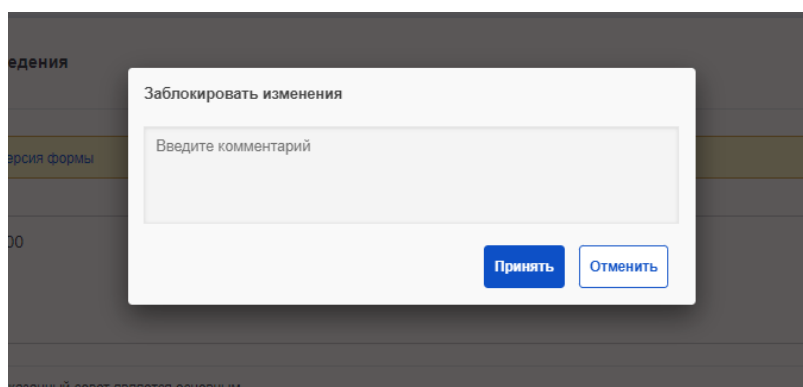 едения
Заблокировать изменения
Введите комментарий
ерсия формы
00
Принять Отменить